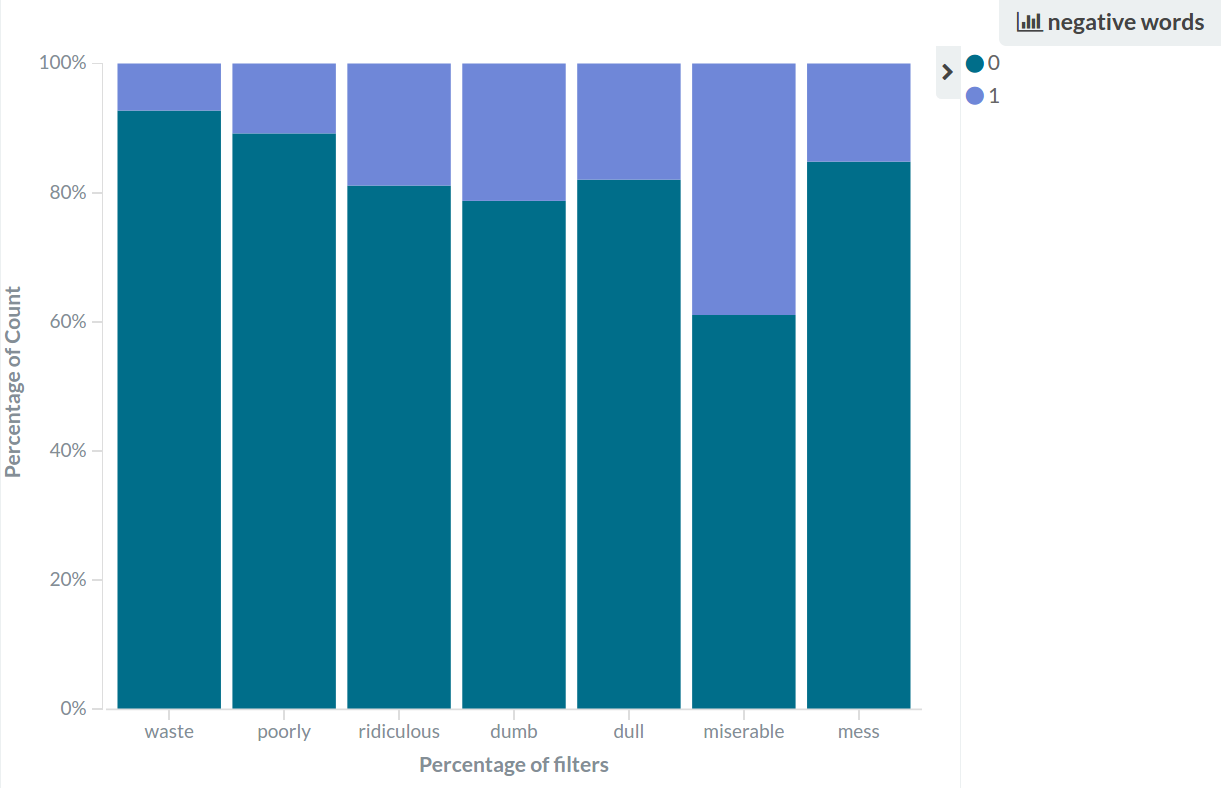 negative words
0
1
100%
80%
60%
40%
20%
0%
Percentage of Count
waste poorly ridiculous dumb dull miserable mess
Percentage of filters